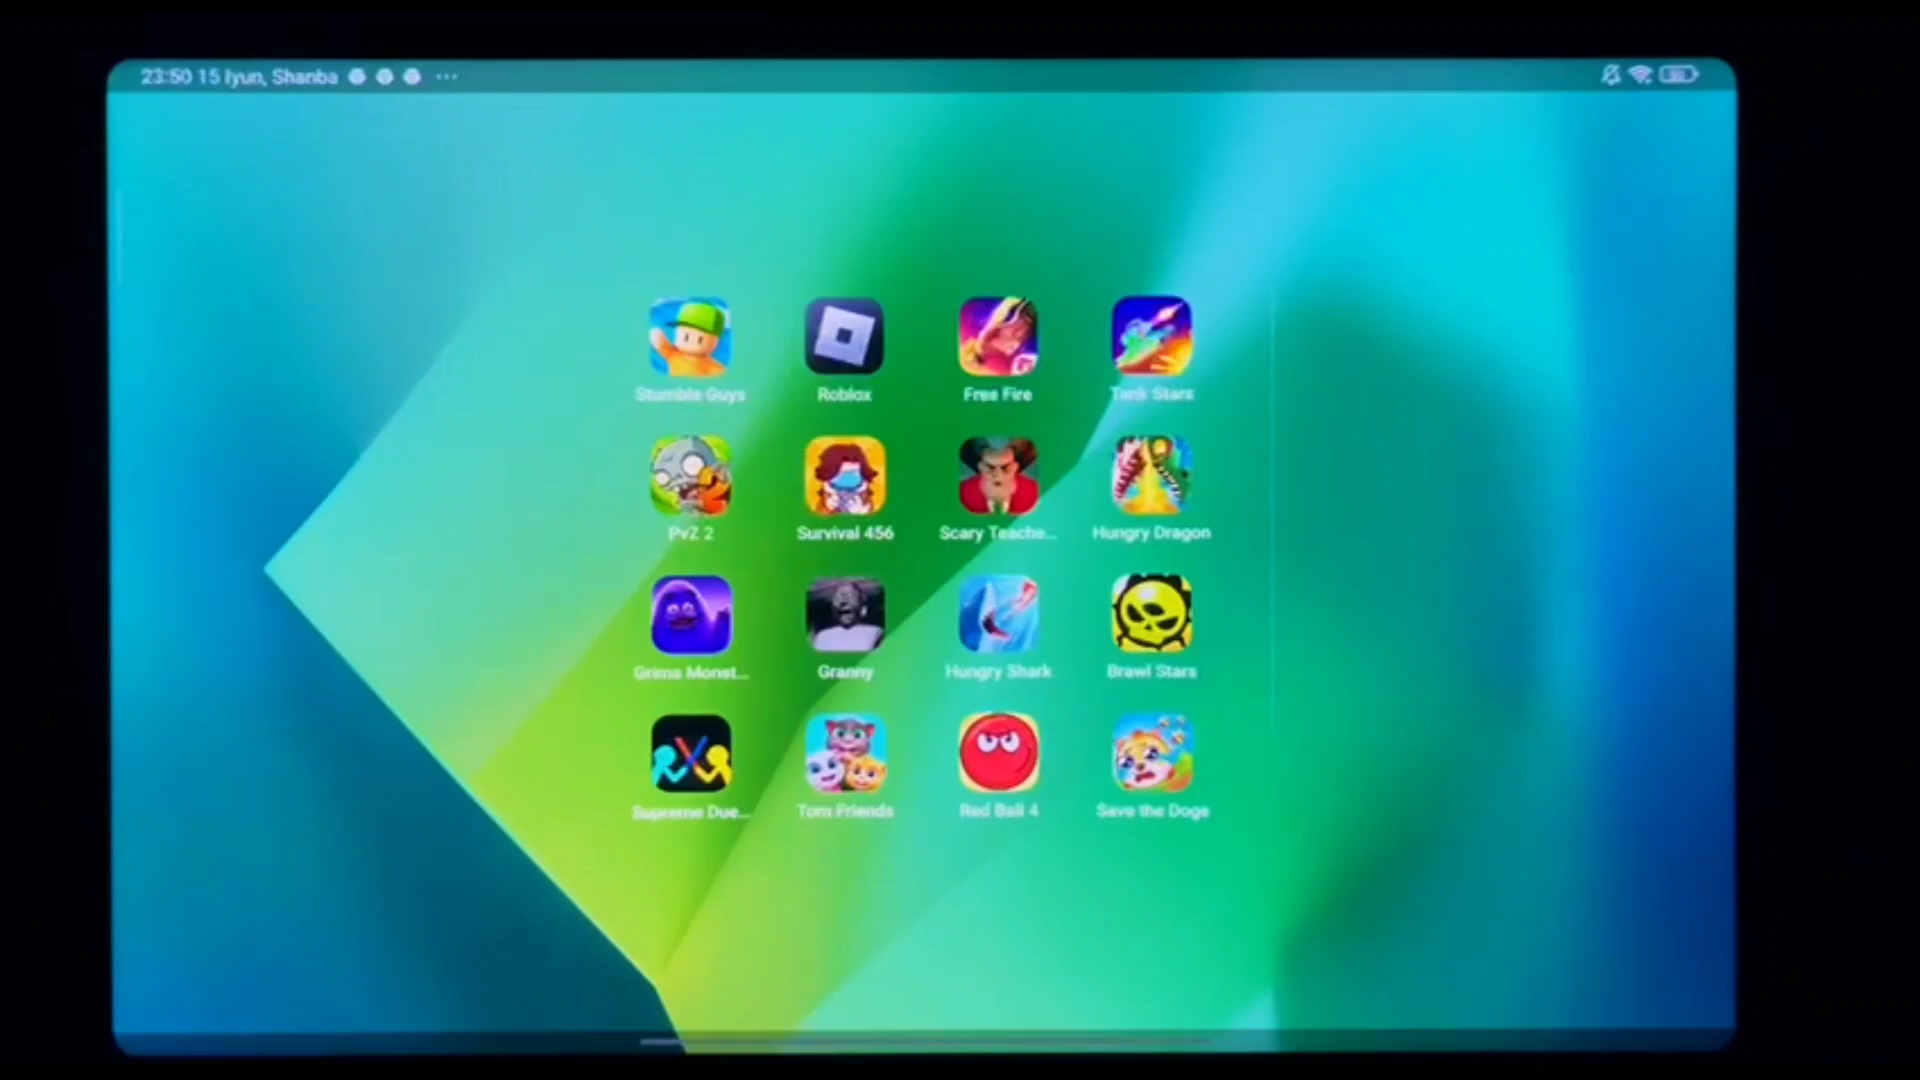 23:50 15 Iyun, Shanba ...
Stumble Guys
Roblox
Free Fire
Tank Stars
PvZ 2
Survival 456
Scary Teache...
Hungry Dragon
Grima Monst...
Granny
Hungry Shark
Brawl Stars
Supreme Due...
Tom Friends
Red Ball 4
Save the Doge